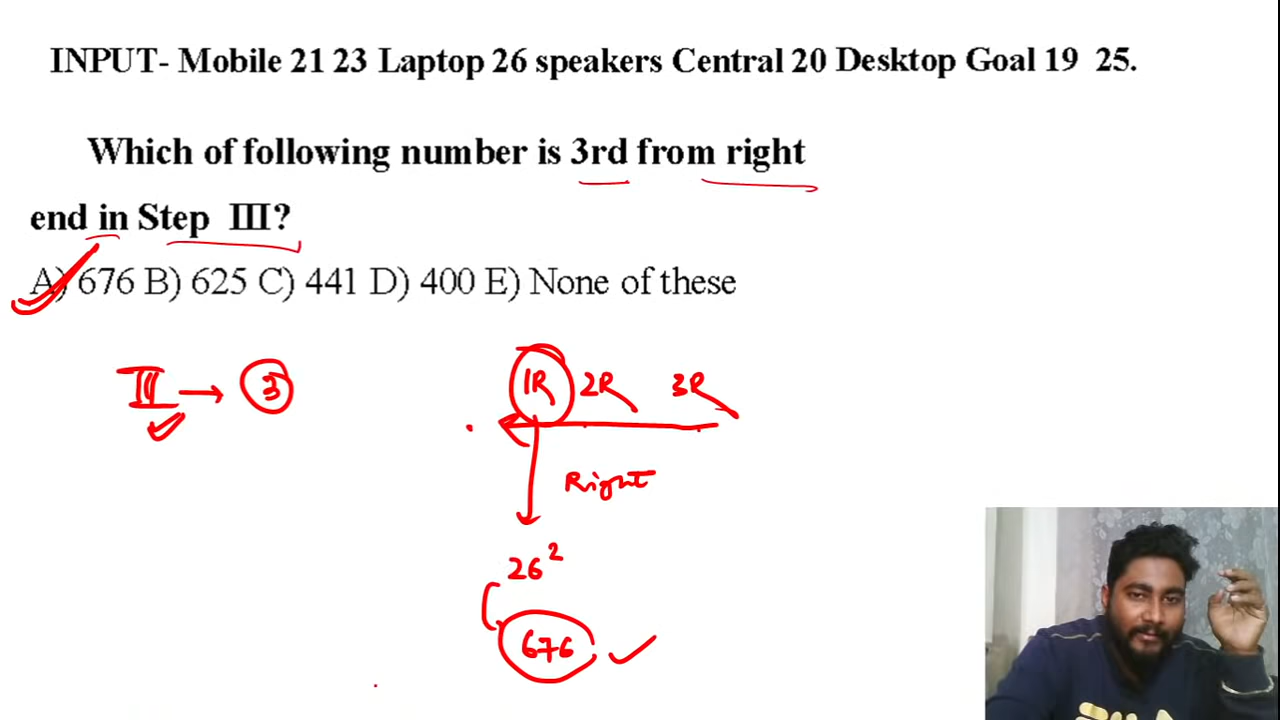 INPUT- Mobile 21 23 Laptop 26 speakers Central 20 Desktop Goal 19 25.
Which of following number is 3rd from right
end in Step III?
A) 676 B) 625 C) 441 D) 400 E) None of these
III → 3
1R 2R 3R
Right
26²
676